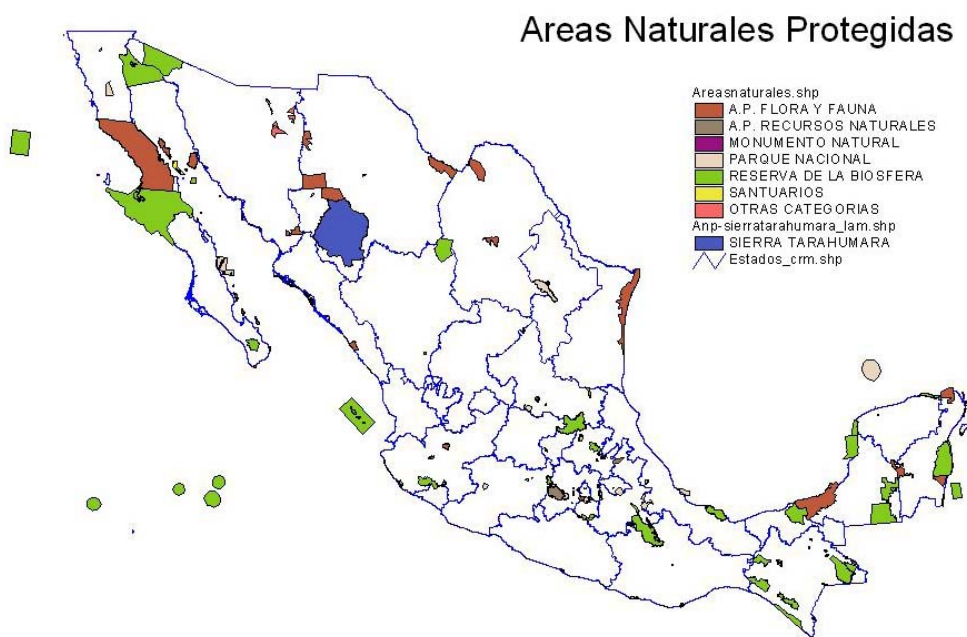 Areas Naturales Protegidas
Areasnaturales.shp
A.P. FLORA Y FAUNA
A.P. RECURSOS NATURALES
MONUMENTO NATURAL
PARQUE NACIONAL
RESERVA DE LA BIOSFERA
SANTUARIOS
OTRAS CATEGORIAS
Anp-sierratarahumara_lam.shp
SIERRA TARAHUMARA
Estados_crm.shp